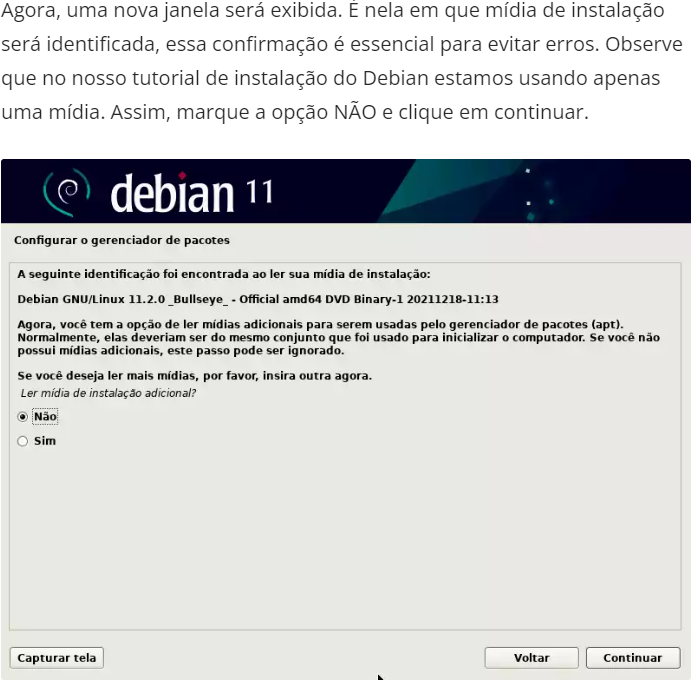 Agora, uma nova janela será exibida. É nela em que mídia de instalação
será identificada, essa confirmação é essencial para evitar erros. Observe
que no nosso tutorial de instalação do Debian estamos usando apenas
uma mídia. Assim, marque a opção NÃO e clique em continuar.
debian 11
Configurar o gerenciador de pacotes
A seguinte identificação foi encontrada ao ler sua mídia de instalação:
Debian GNU/Linux 11.2.0 _Bullseye_ - Official amd64 DVD Binary-1 20211218-11:13
Agora, você tem a opção de ler mídias adicionais para serem usadas pelo gerenciador de pacotes (apt).
Normalmente, elas deveriam ser do mesmo conjunto que foi usado para inicializar o computador. Se você não
possui mídias adicionais, este passo pode ser ignorado.
Se você deseja ler mais mídias, por favor, insira outra agora.
Ler mídia de instalação adicional?
Não
Sim
Capturar tela
Voltar
Continuar